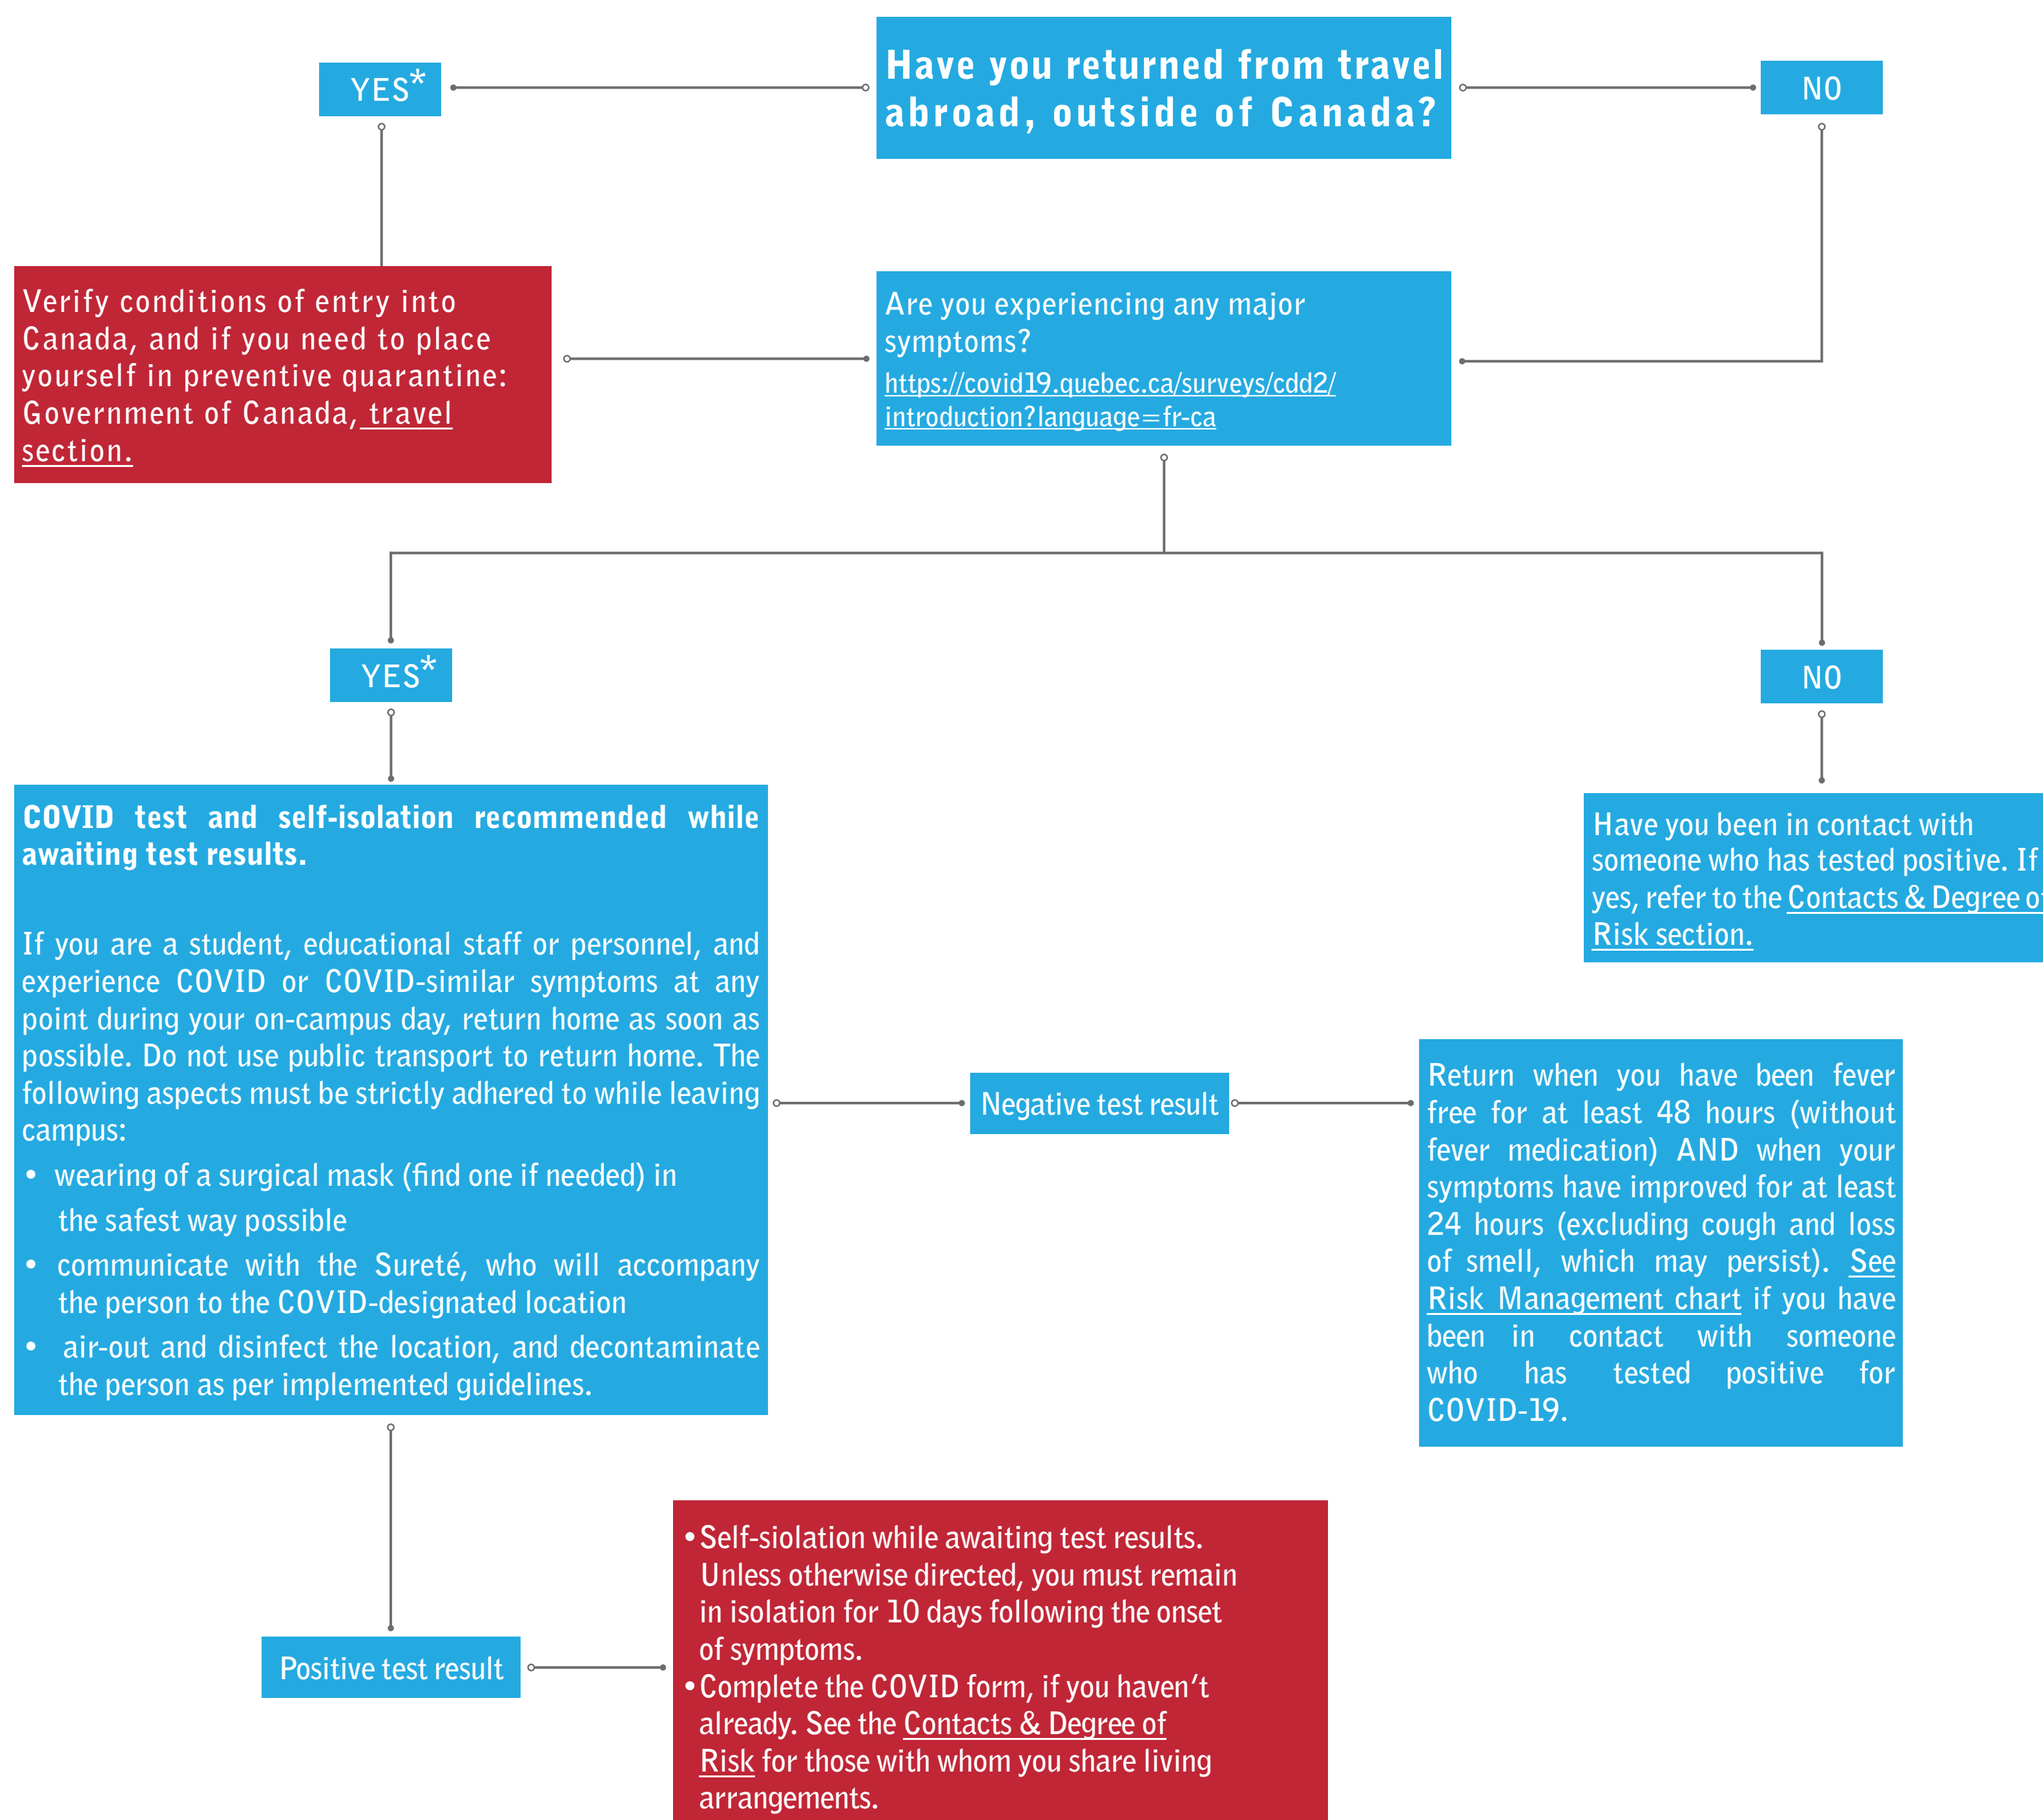 Have you returned from travel
abroad, outside of Canada?
YES*
NO
Verify conditions of entry into
Canada, and if you need to place
yourself in preventive quarantine:
Government of Canada, travel
section.
Are you experiencing any major
symptoms?
https://covid19.quebec.ca/surveys/cdd2/
introduction?language=fr-ca
YES*
NO
COVID test and self-isolation recommended while
awaiting test results.
If you are a student, educational staff or personnel, and
experience COVID or COVID-similar symptoms at any
point during your on-campus day, return home as soon as
possible. Do not use public transport to return home. The
following aspects must be strictly adhered to while leaving
campus:
• wearing of a surgical mask (find one if needed) in
the safest way possible
• communicate with the Sureté, who will accompany
the person to the COVID-designated location
• air-out and disinfect the location, and decontaminate
the person as per implemented guidelines.
Have you been in contact with
someone who has tested positive. If
yes, refer to the Contacts & Degree of
Risk section.
Negative test result
Return when you have been fever
free for at least 48 hours (without
fever medication) AND when your
symptoms have improved for at least
24 hours (excluding cough and loss
of smell, which may persist). See
Risk Management chart if you have
been in contact with someone
who has tested positive for
COVID-19.
Positive test result
• Self-siolation while awaiting test results.
Unless otherwise directed, you must remain
in isolation for 10 days following the onset
of symptoms.
• Complete the COVID form, if you haven't
already. See the Contacts & Degree of
Risk for those with whom you share living
arrangements.